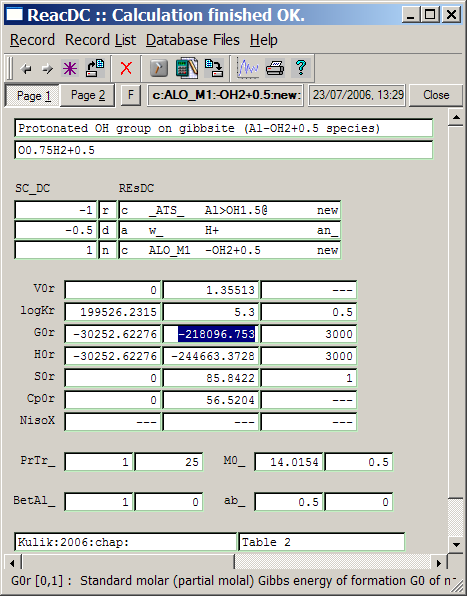 ReacDC :: Calculation finished OK.
Record Record List Database Files Help
Page 1 Page 2 F c:ALO_M1:-OH2+0.5:new: 23/07/2006, 13:29 Close
Protonated OH group on gibbsite (Al-OH2+0.5 species)
O0.75H2+0.5
SC_DC REsDC
-1 r c _ATS_ Al>OH1.5@ new
-0.5 d a w_ H+ an_
1 n c ALO_M1 -OH2+0.5 new
V0r 0 1.35513 ---
logKr 199526.2315 5.3 0.5
G0r -30252.62276 -218096.753 3000
H0r -30252.62276 -244663.3728 3000
S0r 0 85.8422 1
Cp0r 0 56.5204 ---
NisoX --- --- ---
PrTr_ 1 25 M0_ 14.0154 0.5
BetAl_ 1 0 ab_ 0.5 0
Kulik:2006:chap: Table 2
G0r [0,1] : Standard molar (partial molal) Gibbs energy of formation G0 of